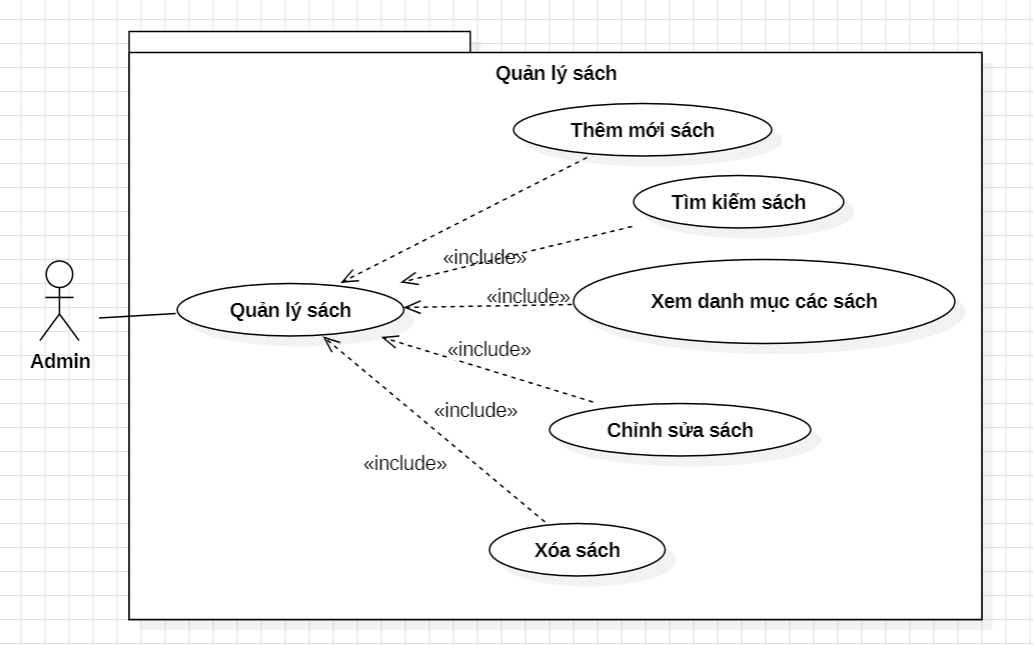 Quản lý sách
Thêm mới sách
Tìm kiếm sách
«include»
«include»
Xem danh mục các sách
Quản lý sách
«include»
Admin
«include»
Chỉnh sửa sách
«include»
Xóa sách